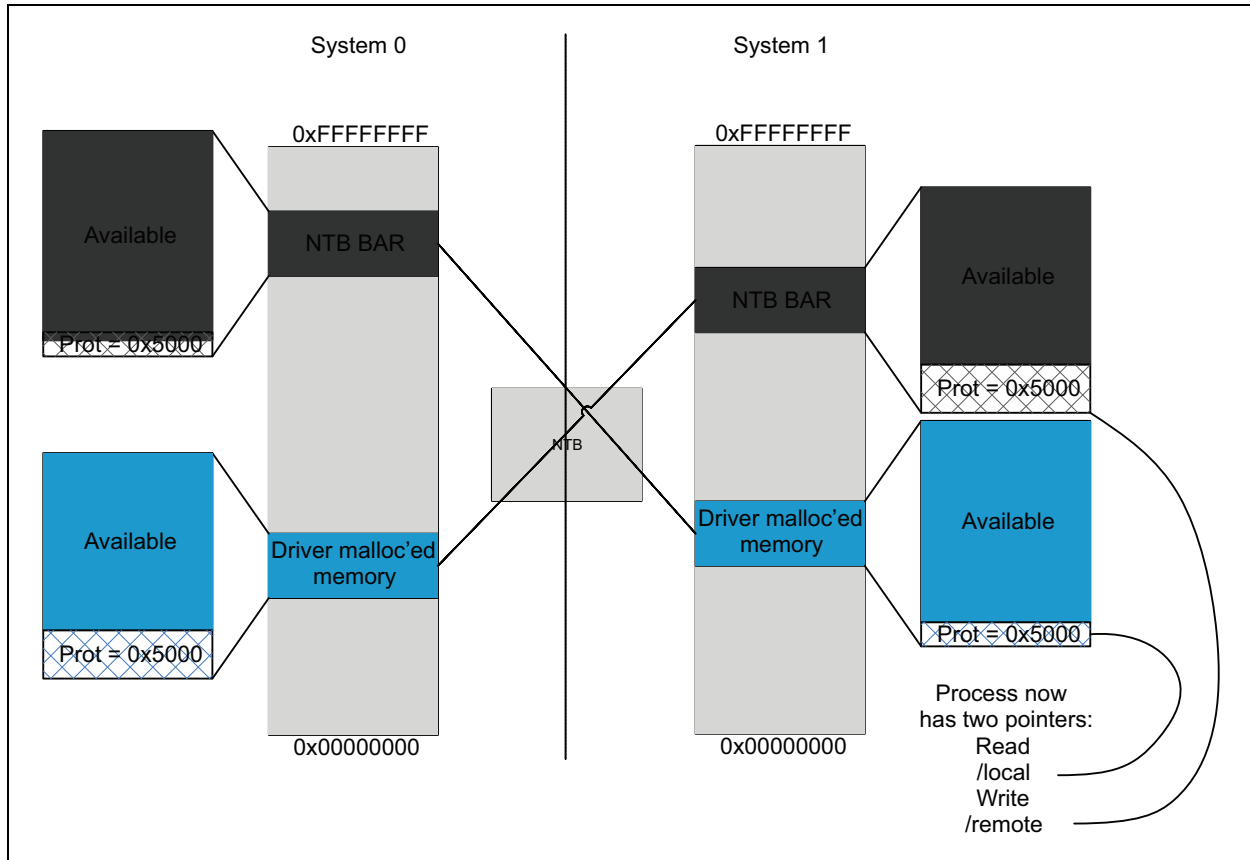 System 0
System 1
0xFFFFFFFF
0xFFFFFFFF
Available
NTB BAR
Prot = 0x5000
NTB BAR
Available
Prot = 0x5000
NTB
Available
Driver malloc'ed
memory
Prot = 0x5000
Driver malloc'ed
memory
Available
Prot = 0x5000
0x00000000
0x00000000
Process now
has two pointers:
Read
/local
Write
/remote